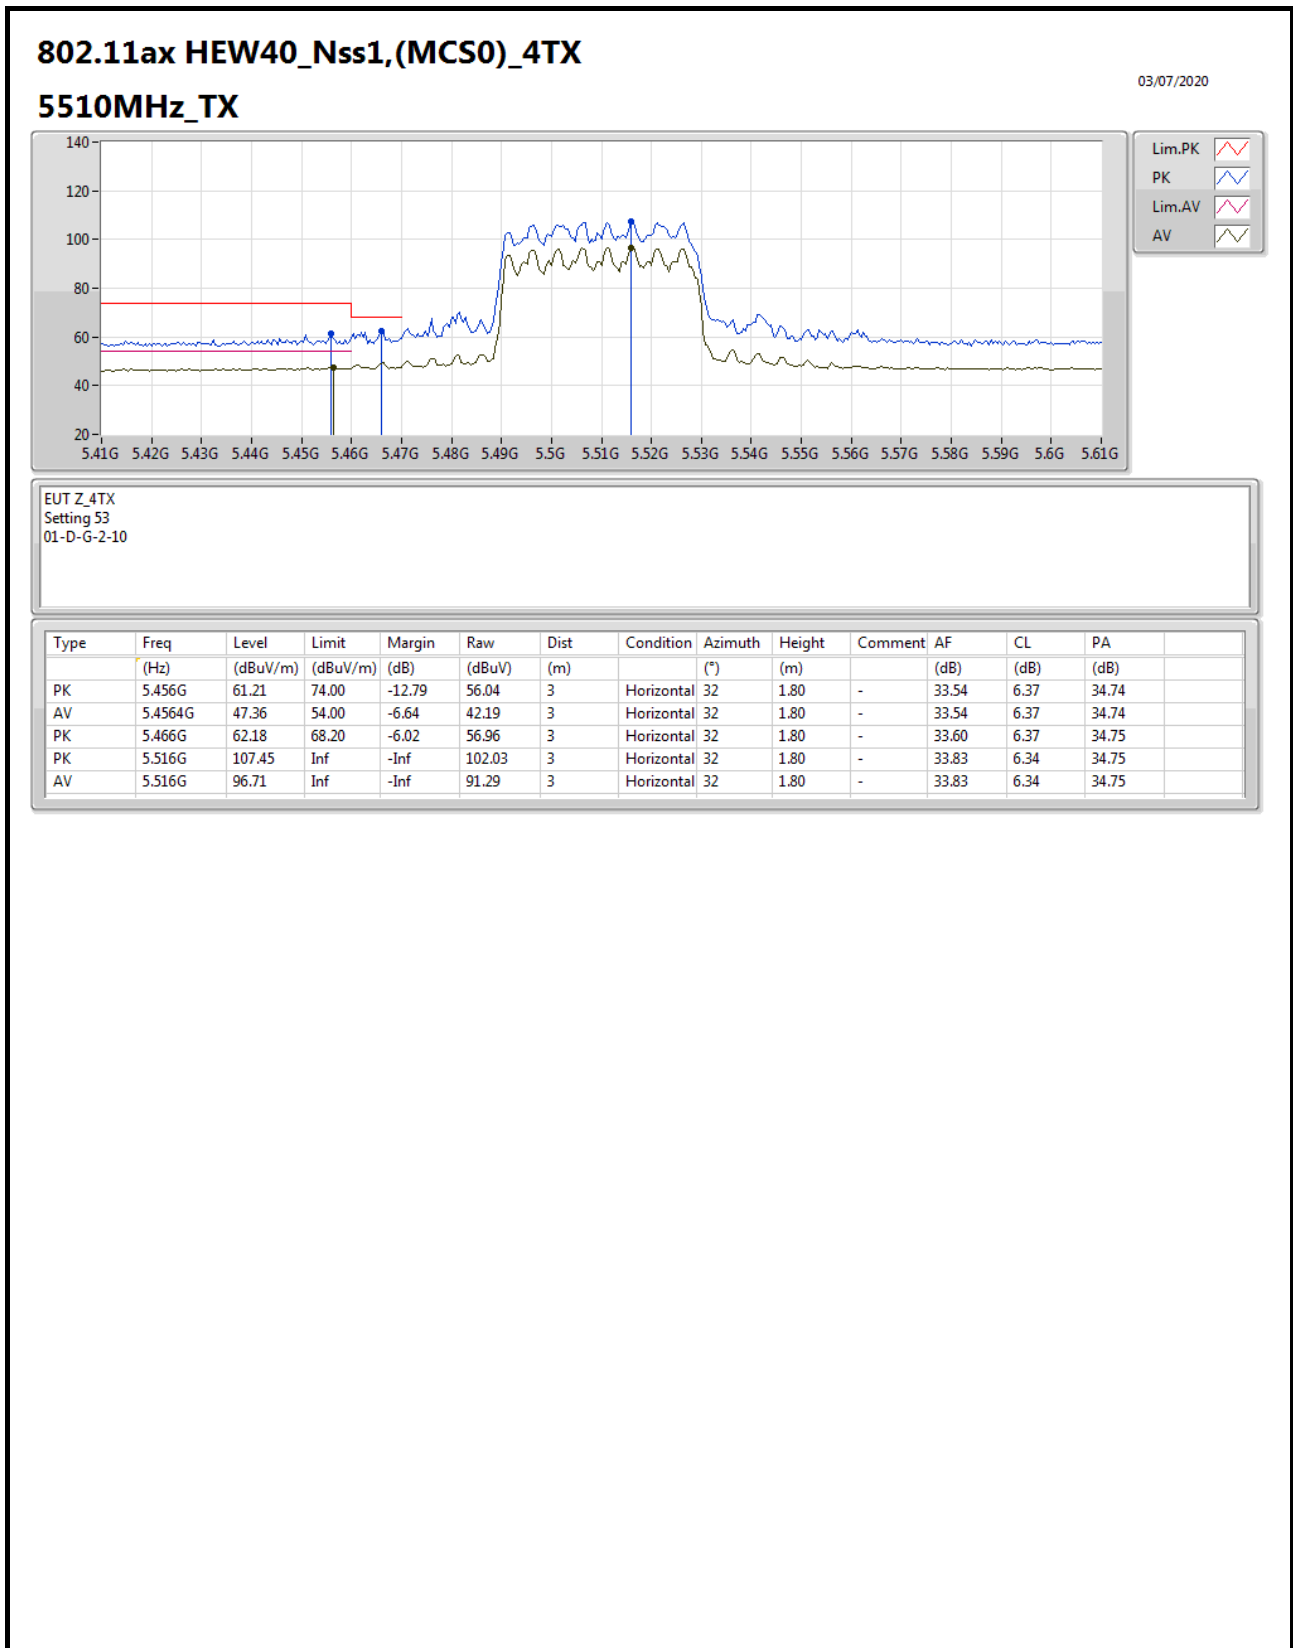 802.11ax HEW40_Nss1,(MCS0)_4TX
03/07/2020
5510MHz_TX
140
120
100
80
60
40
20
5.41G 5.42G 5.43G 5.44G 5.45G 5.46G 5.47G 5.48G 5.49G 5.5G 5.51G 5.52G 5.53G 5.54G 5.55G 5.56G 5.57G 5.58G 5.59G 5.6G 5.61G
Lim.PK
PK
Lim.AV
AV
EUT Z_4TX
Setting 53
01-D-G-2-10
Type Freq Level Limit Margin Raw Dist Condition Azimuth Height Comment AF CL PA
(Hz) (dBuV/m) (dBuV/m) (dB) (dBuV) (m) (°) (m) (dB) (dB) (dB)
PK 5.456G 61.21 74.00 -12.79 56.04 3 Horizontal 32 1.80 - 33.54 6.37 34.74
AV 5.4564G 47.36 54.00 -6.64 42.19 3 Horizontal 32 1.80 - 33.54 6.37 34.74
PK 5.466G 62.18 68.20 -6.02 56.96 3 Horizontal 32 1.80 - 33.60 6.37 34.75
PK 5.516G 107.45 Inf -Inf 102.03 3 Horizontal 32 1.80 - 33.83 6.34 34.75
AV 5.516G 96.71 Inf -Inf 91.29 3 Horizontal 32 1.80 - 33.83 6.34 34.75